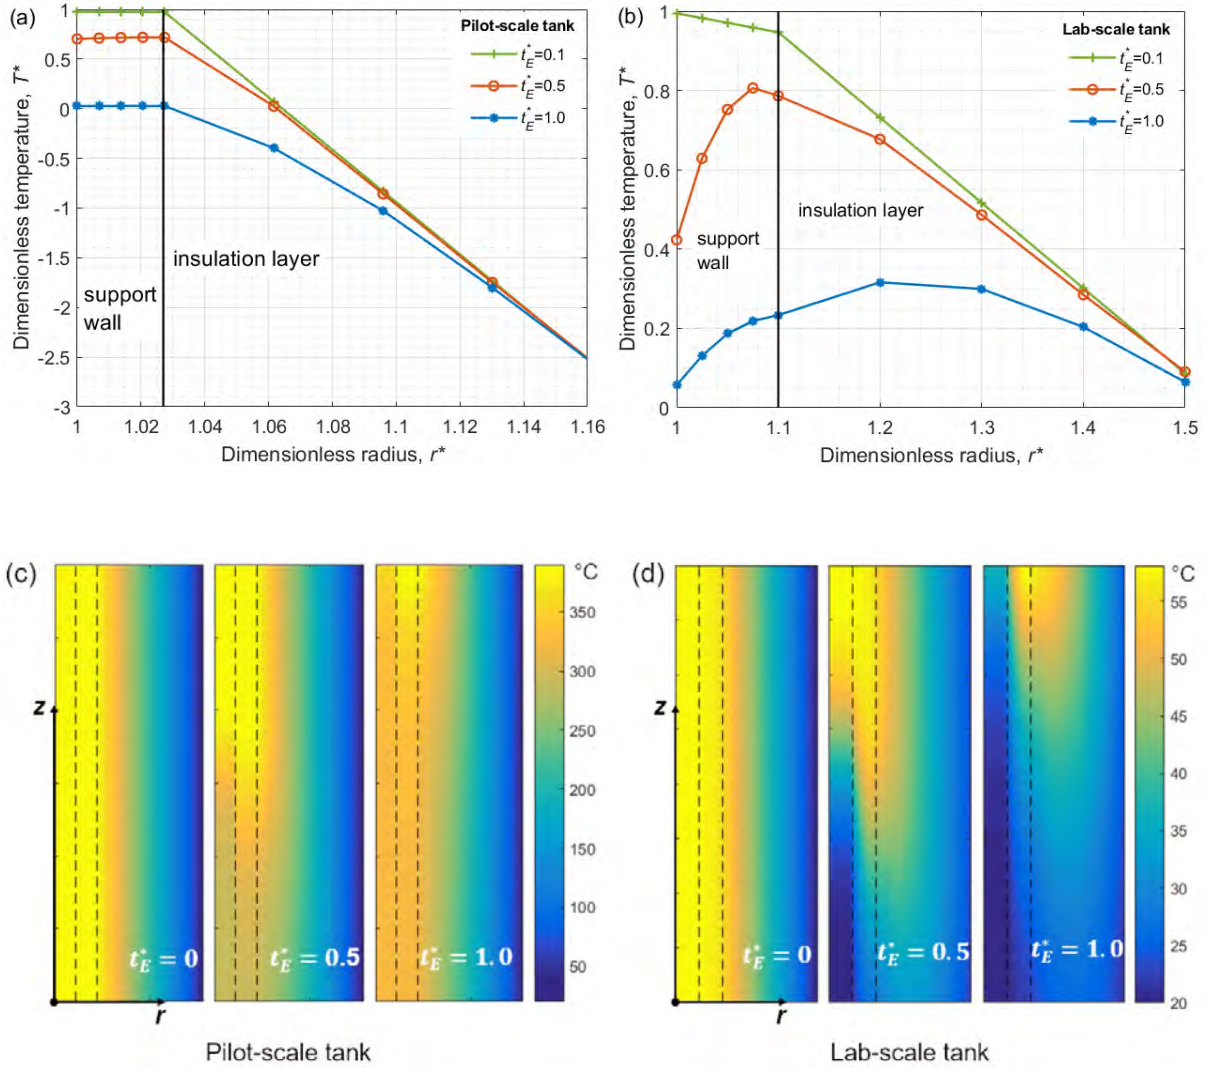 (a)
Pilot-scale tank
t*E=0.1
t*E=0.5
t*E=1.0
Dimensionless temperature, T*
1
0.5
0
-0.5
-1
-1.5
-2
-2.5
-3
support
wall
insulation layer
1 1.02 1.04 1.06 1.08 1.1 1.12 1.14 1.16
Dimensionless radius, r*
(b)
Lab-scale tank
t*E=0.1
t*E=0.5
t*E=1.0
Dimensionless temperature, T*
1
0.8
0.6
0.4
0.2
0
support
wall
insulation layer
1 1.1 1.2 1.3 1.4 1.5
Dimensionless radius, r*
(c)
z
r
t*E = 0
t*E = 0.5
t*E = 1.0
°C
350
300
250
200
150
100
50
Pilot-scale tank
(d)
z
r
t*E = 0
t*E = 0.5
t*E = 1.0
°C
55
50
45
40
35
30
25
20
Lab-scale tank